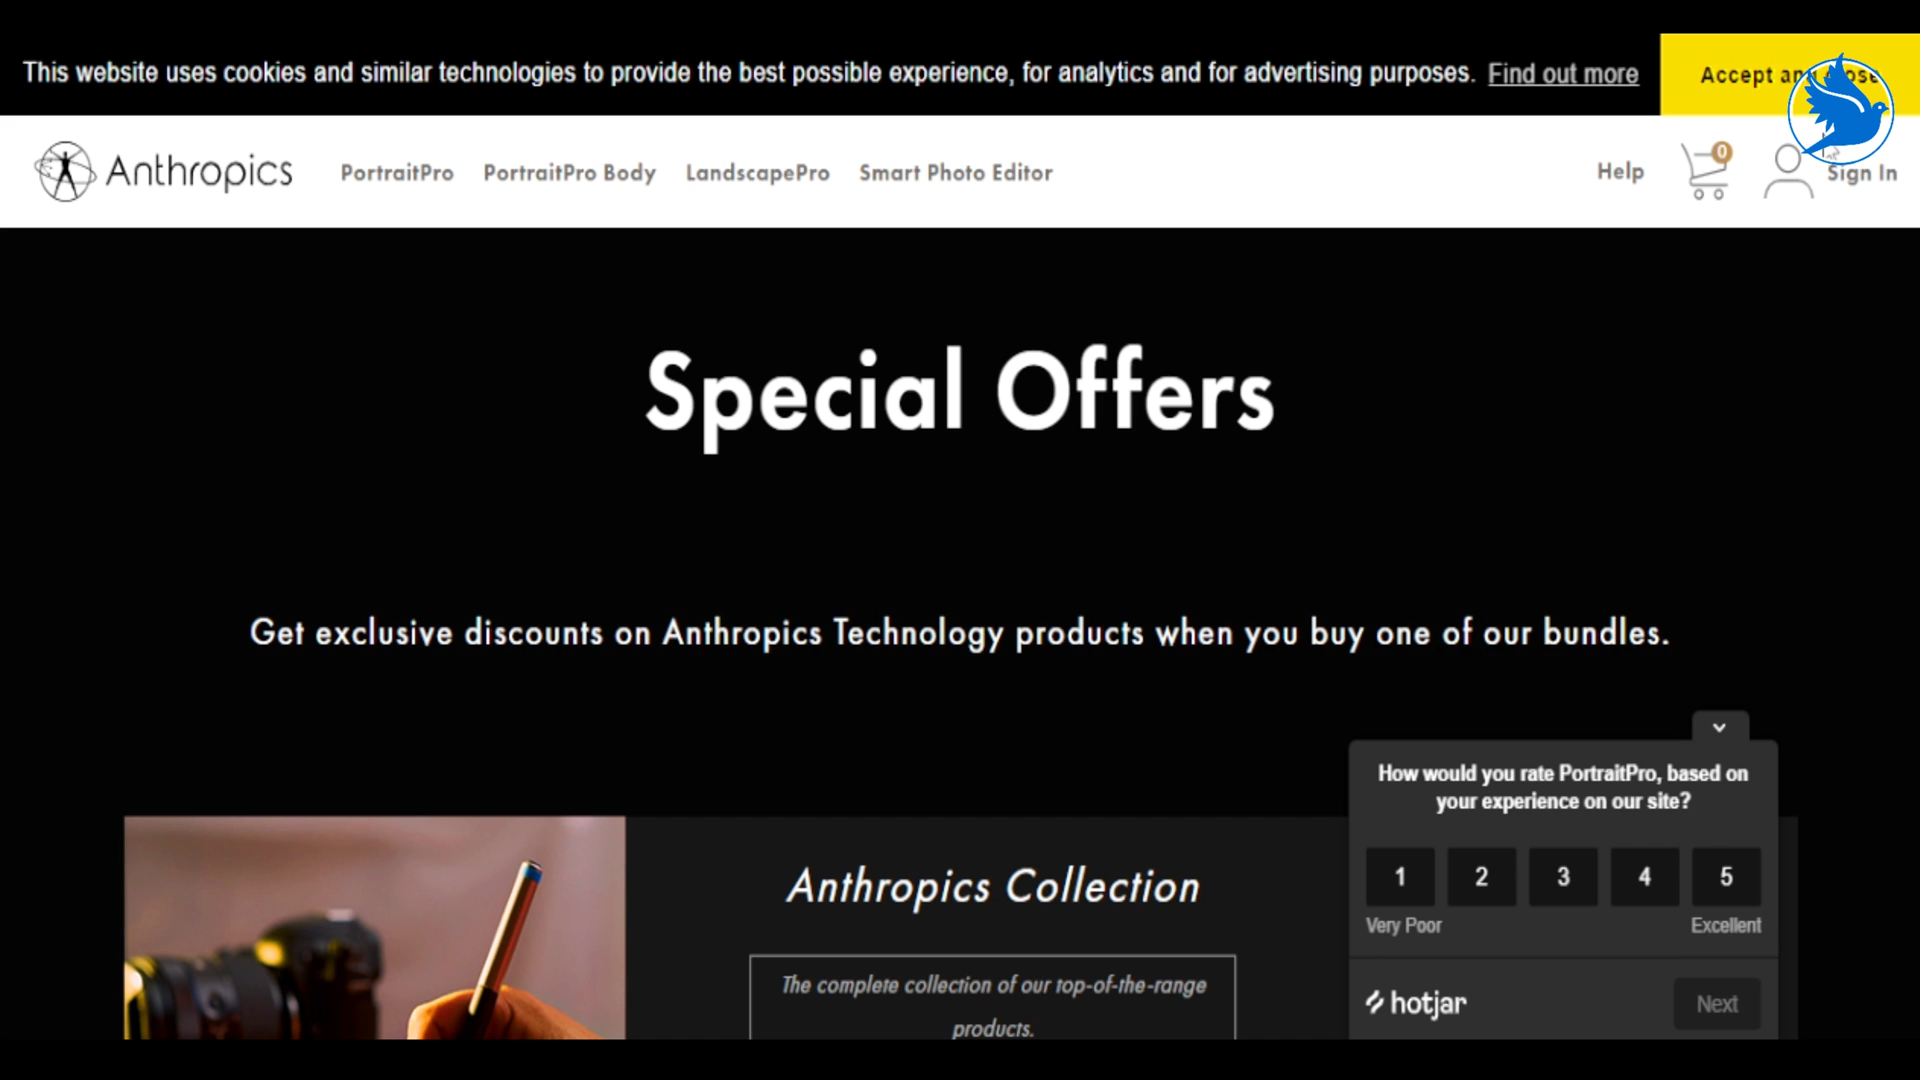 This website uses cookies and similar technologies to provide the best possible experience, for analytics and for advertising purposes. Find out more
Accept and close
Anthropics PortraitPro PortraitPro Body LandscapePro Smart Photo Editor Help 0 Sign In
Special Offers
Get exclusive discounts on Anthropics Technology products when you buy one of our bundles.
How would you rate PortraitPro, based on
your experience on our site?
1 2 3 4 5
Very Poor Excellent
hotjar Next
Anthropics Collection
The complete collection of our top-of-the-range
products.